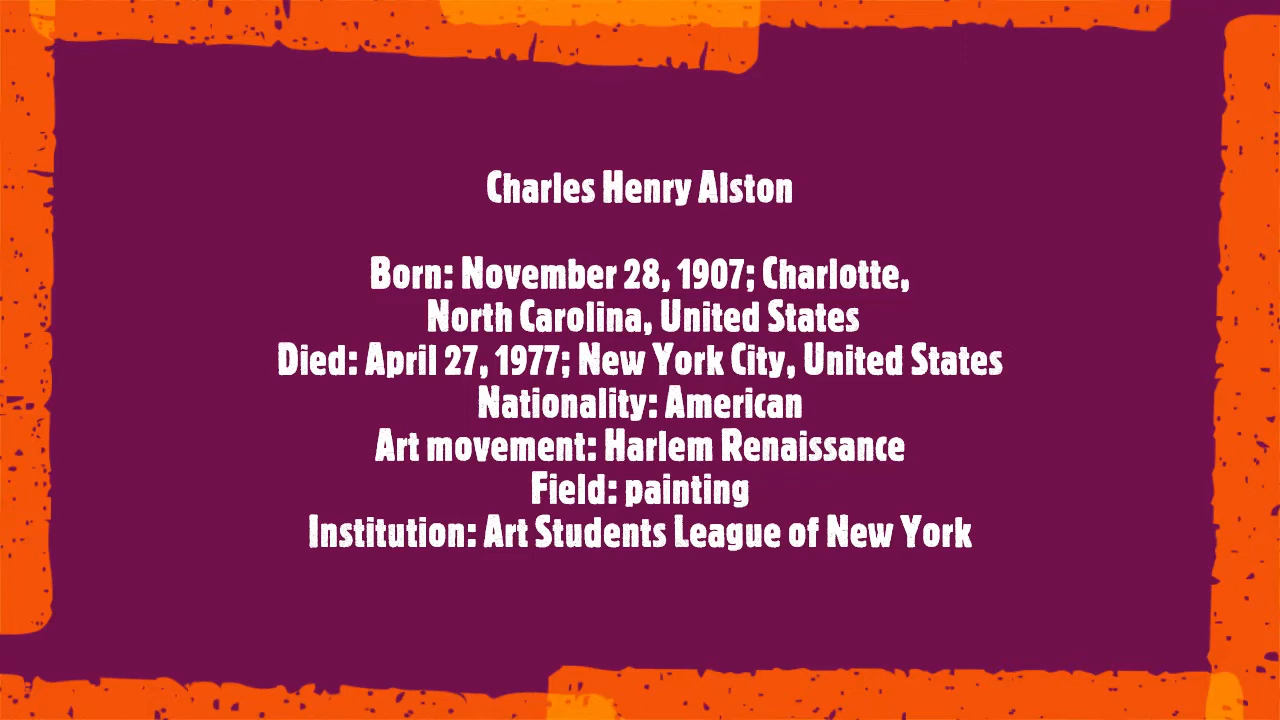 Charles Henry Alston
Born: November 28, 1907; Charlotte,
North Carolina, United States
Died: April 27, 1977; New York City, United States
Nationality: American
Art movement: Harlem Renaissance
Field: painting
Institution: Art Students League of New York